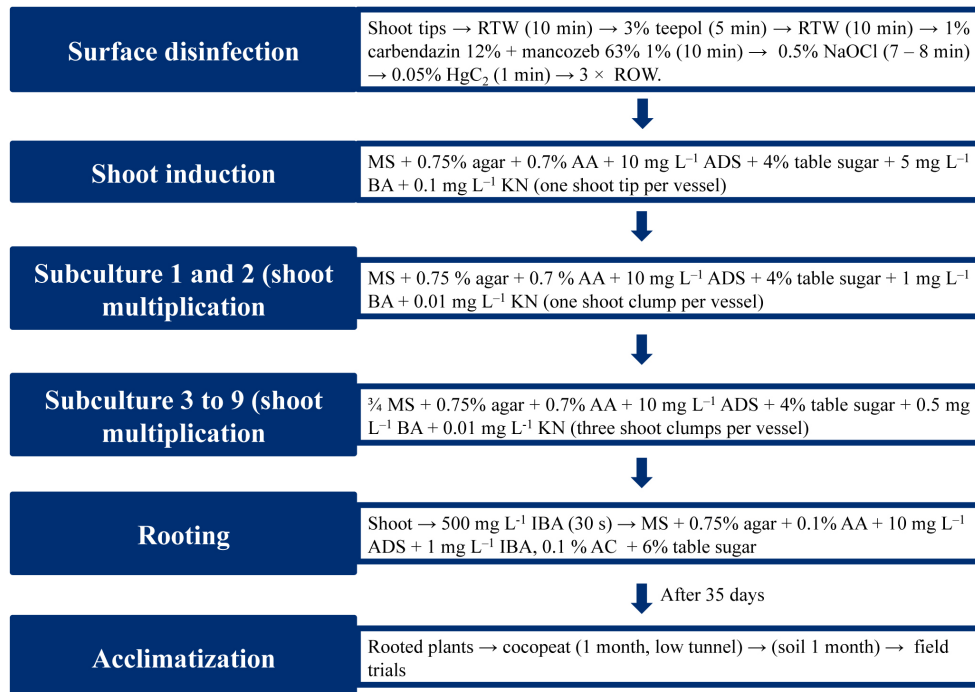 Surface disinfection
Shoot tips → RTW (10 min) → 3% teepol (5 min) → RTW (10 min) → 1%
carbendazin 12% + mancozeb 63% 1% (10 min) → 0.5% NaOCl (7 – 8 min)
→ 0.05% HgC₂ (1 min) → 3 × ROW.
Shoot induction
MS + 0.75% agar + 0.7% AA + 10 mg L⁻¹ ADS + 4% table sugar + 5 mg L⁻¹
BA + 0.1 mg L⁻¹ KN (one shoot tip per vessel)
Subculture 1 and 2 (shoot
multiplication
MS + 0.75 % agar + 0.7 % AA + 10 mg L⁻¹ ADS + 4% table sugar + 1 mg L⁻¹
BA + 0.01 mg L⁻¹ KN (one shoot clump per vessel)
Subculture 3 to 9 (shoot
multiplication
¾ MS + 0.75% agar + 0.7% AA + 10 mg L⁻¹ ADS + 4% table sugar + 0.5 mg
L⁻¹ BA + 0.01 mg L⁻¹ KN (three shoot clumps per vessel)
Rooting
Shoot → 500 mg L⁻¹ IBA (30 s) → MS + 0.75% agar + 0.1% AA + 10 mg L⁻¹
ADS + 1 mg L⁻¹ IBA, 0.1 % AC + 6% table sugar
After 35 days
Acclimatization
Rooted plants → cocopeat (1 month, low tunnel) → (soil 1 month) → field
trials